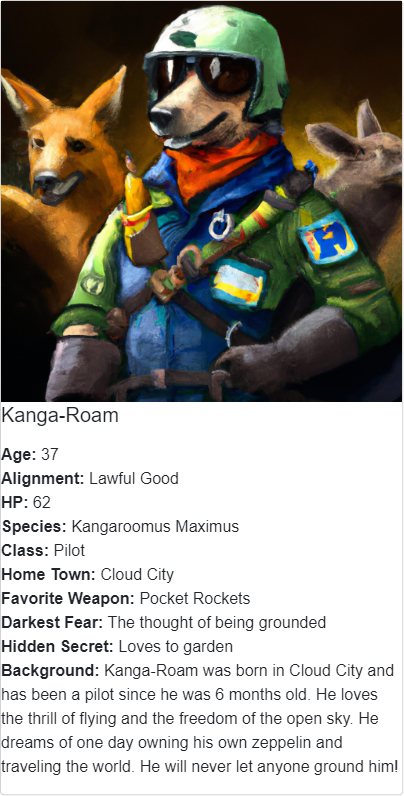 Kanga-Roam
Age: 37
Alignment: Lawful Good
HP: 62
Species: Kangaroomus Maximus
Class: Pilot
Home Town: Cloud City
Favorite Weapon: Pocket Rockets
Darkest Fear: The thought of being grounded
Hidden Secret: Loves to garden
Background: Kanga-Roam was born in Cloud City and
has been a pilot since he was 6 months old. He loves
the thrill of flying and the freedom of the open sky. He
dreams of one day owning his own zeppelin and
traveling the world. He will never let anyone ground him!